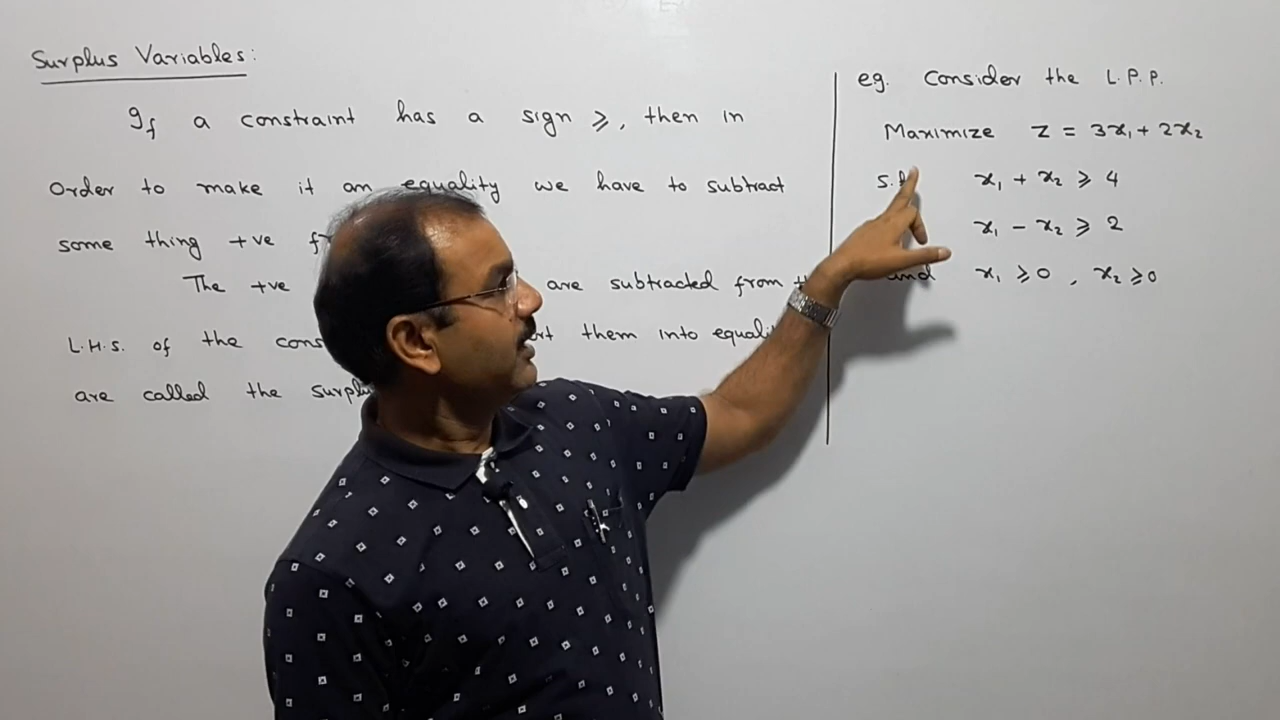 Surplus Variables:
If a constraint has a sign ⩾, then in
Order to make it an equality we have to subtract
some thing +ve
The +ve are subtracted from
L.H.S. of the them into
are called the
eg. Consider the L.P.P.
Maximize Z = 3x₁ + 2x₂
x₁ + x₂ ⩾ 4
x₁ − x₂ ⩾ 2
and x₁ ⩾ 0 , x₂ ⩾ 0